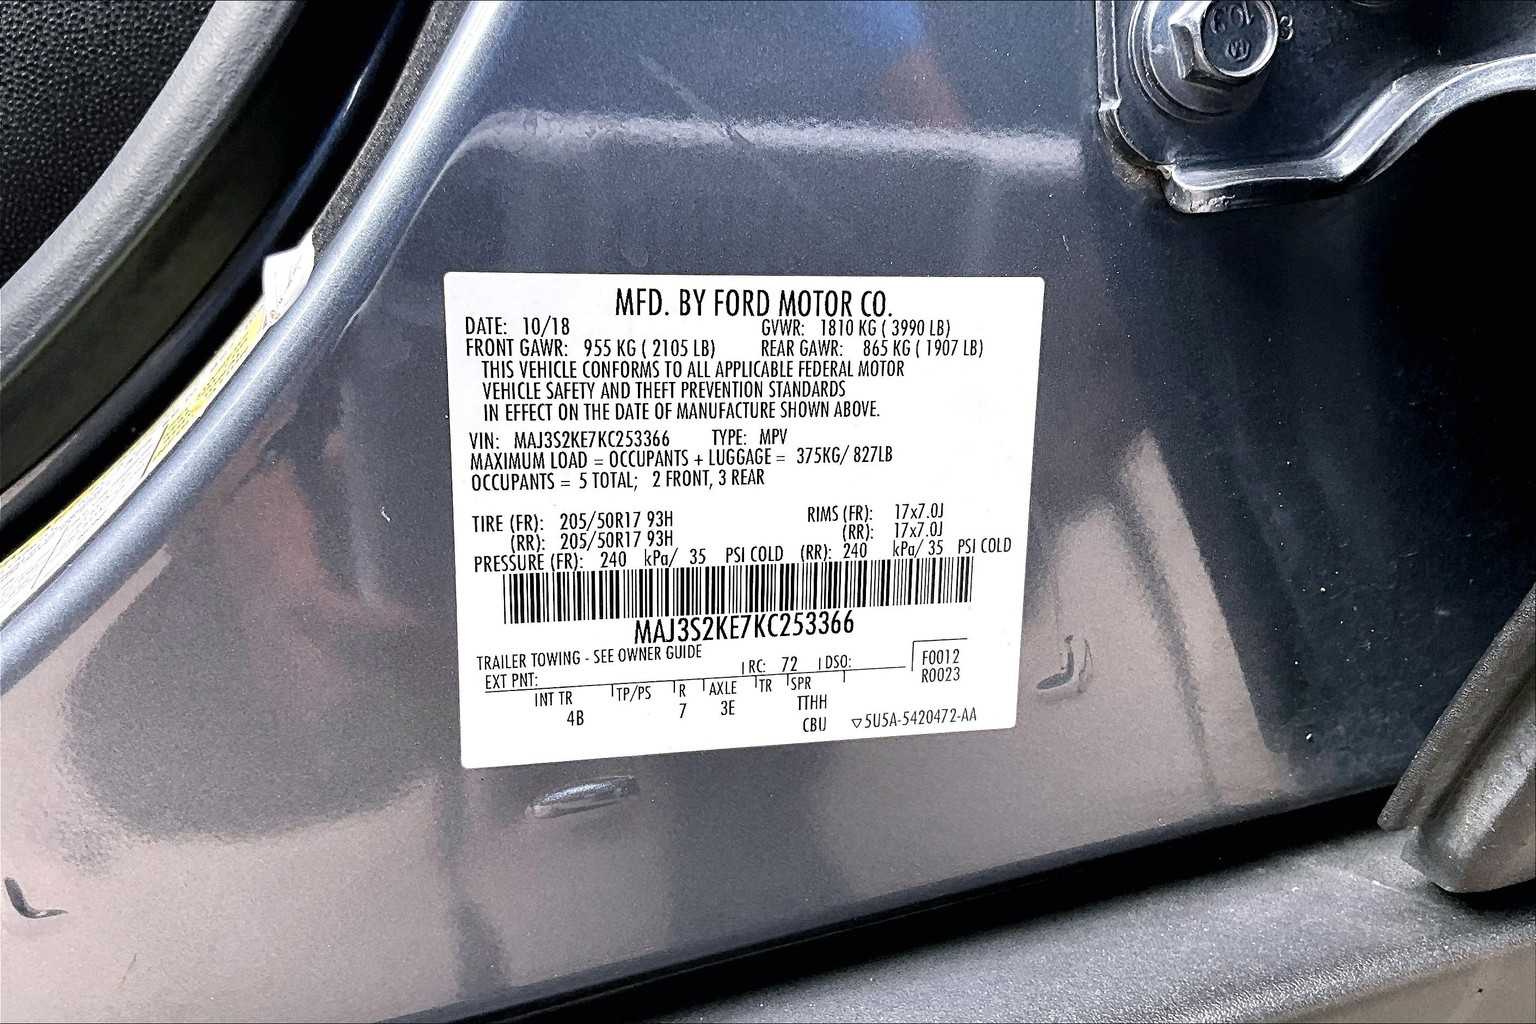 MFD. BY FORD MOTOR CO.
DATE: 10/18 GVWR: 1810 KG ( 3990 LB)
FRONT GAWR: 955 KG ( 2105 LB) REAR GAWR: 865 KG ( 1907 LB)
THIS VEHICLE CONFORMS TO ALL APPLICABLE FEDERAL MOTOR
VEHICLE SAFETY AND THEFT PREVENTION STANDARDS
IN EFFECT ON THE DATE OF MANUFACTURE SHOWN ABOVE.
VIN: MAJ3S2KE7KC253366 TYPE: MPV
MAXIMUM LOAD = OCCUPANTS + LUGGAGE = 375KG/ 827LB
OCCUPANTS = 5 TOTAL; 2 FRONT, 3 REAR
TIRE (FR): 205/50R17 93H RIMS (FR): 17x7.0J
(RR): 205/50R17 93H (RR): 17x7.0J
PRESSURE (FR): 240 kPa/ 35 PSI COLD (RR): 240 kPa/ 35 PSI COLD
MAJ3S2KE7KC253366
TRAILER TOWING - SEE OWNER GUIDE
EXT PNT: RC: 72 DSO: F0012
R0023
INT TR TP/PS R AXLE TR SPR
4B 7 3E TTHH
CBU ▽5U5A-5420472-AA